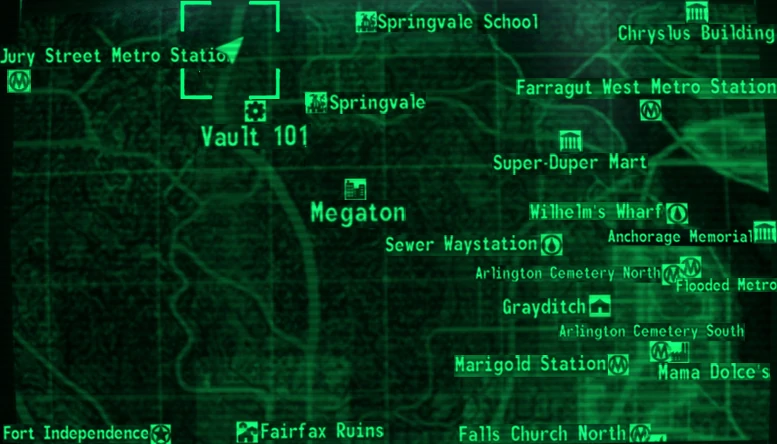 Springvale School
Chryslus Building
Jury Street Metro Station
Farragut West Metro Station
Springvale
Vault 101
Super-Duper Mart
Megaton
Wilhelm's Wharf
Anchorage Memorial
Sewer Waystation
Arlington Cemetery North
Flooded Metro
Grayditch
Arlington Cemetery South
Marigold Station
Mama Dolce's
Fort Independence
Fairfax Ruins
Falls Church North